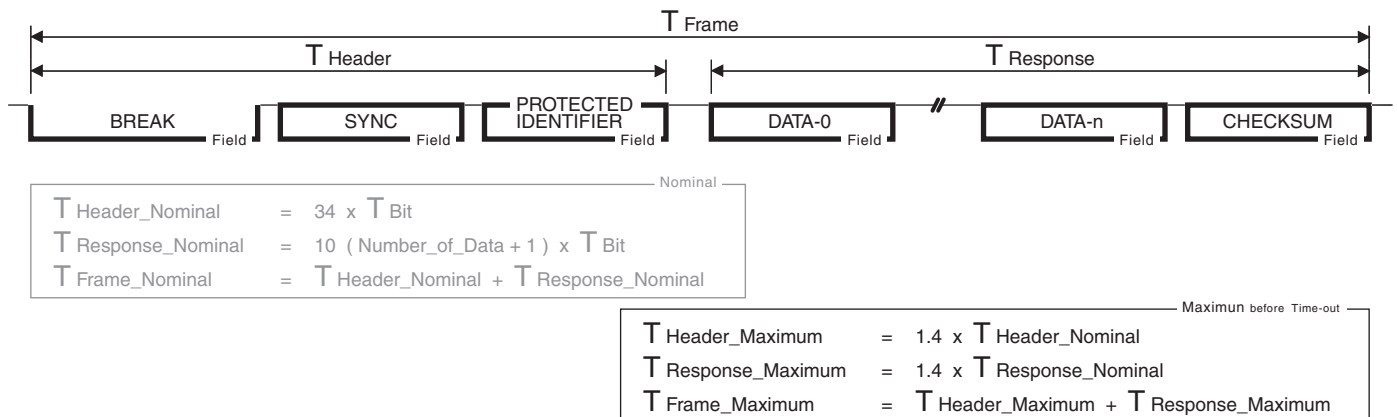 T Frame
T Header
T Response
BREAK
Field
SYNC
Field
PROTECTED
IDENTIFIER
Field
DATA-0
Field
DATA-n
Field
CHECKSUM
Field
Nominal
T Header_Nominal = 34 x T Bit
T Response_Nominal = 10 ( Number_of_Data + 1 ) x T Bit
T Frame_Nominal = T Header_Nominal + T Response_Nominal
Maximun before Time-out
T Header_Maximum = 1.4 x T Header_Nominal
T Response_Maximum = 1.4 x T Response_Nominal
T Frame_Maximum = T Header_Maximum + T Response_Maximum